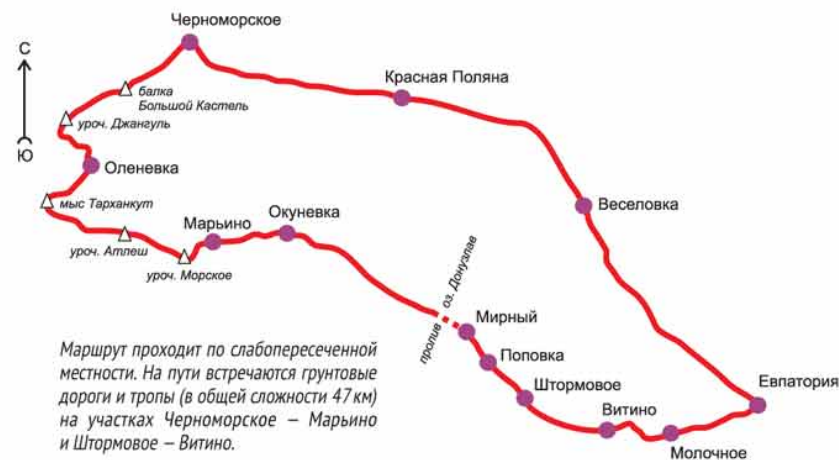 Черноморское
С
Ю
балка
Большой Кастель
Красная Поляна
уроч. Джангуль
Оленевка
мыс Тарханкут
Веселовка
Окуневка
Марьино
уроч. Атлеш
уроч. Морское
оз. Донузлав
пролив
Мирный
Поповка
Штормовое
Евпатория
Витино
Молочное
Маршрут проходит по слабопересеченной
местности. На пути встречаются грунтовые
дороги и тропы (в общей сложности 47 км)
на участках Черноморское — Марьино
и Штормовое — Витино.